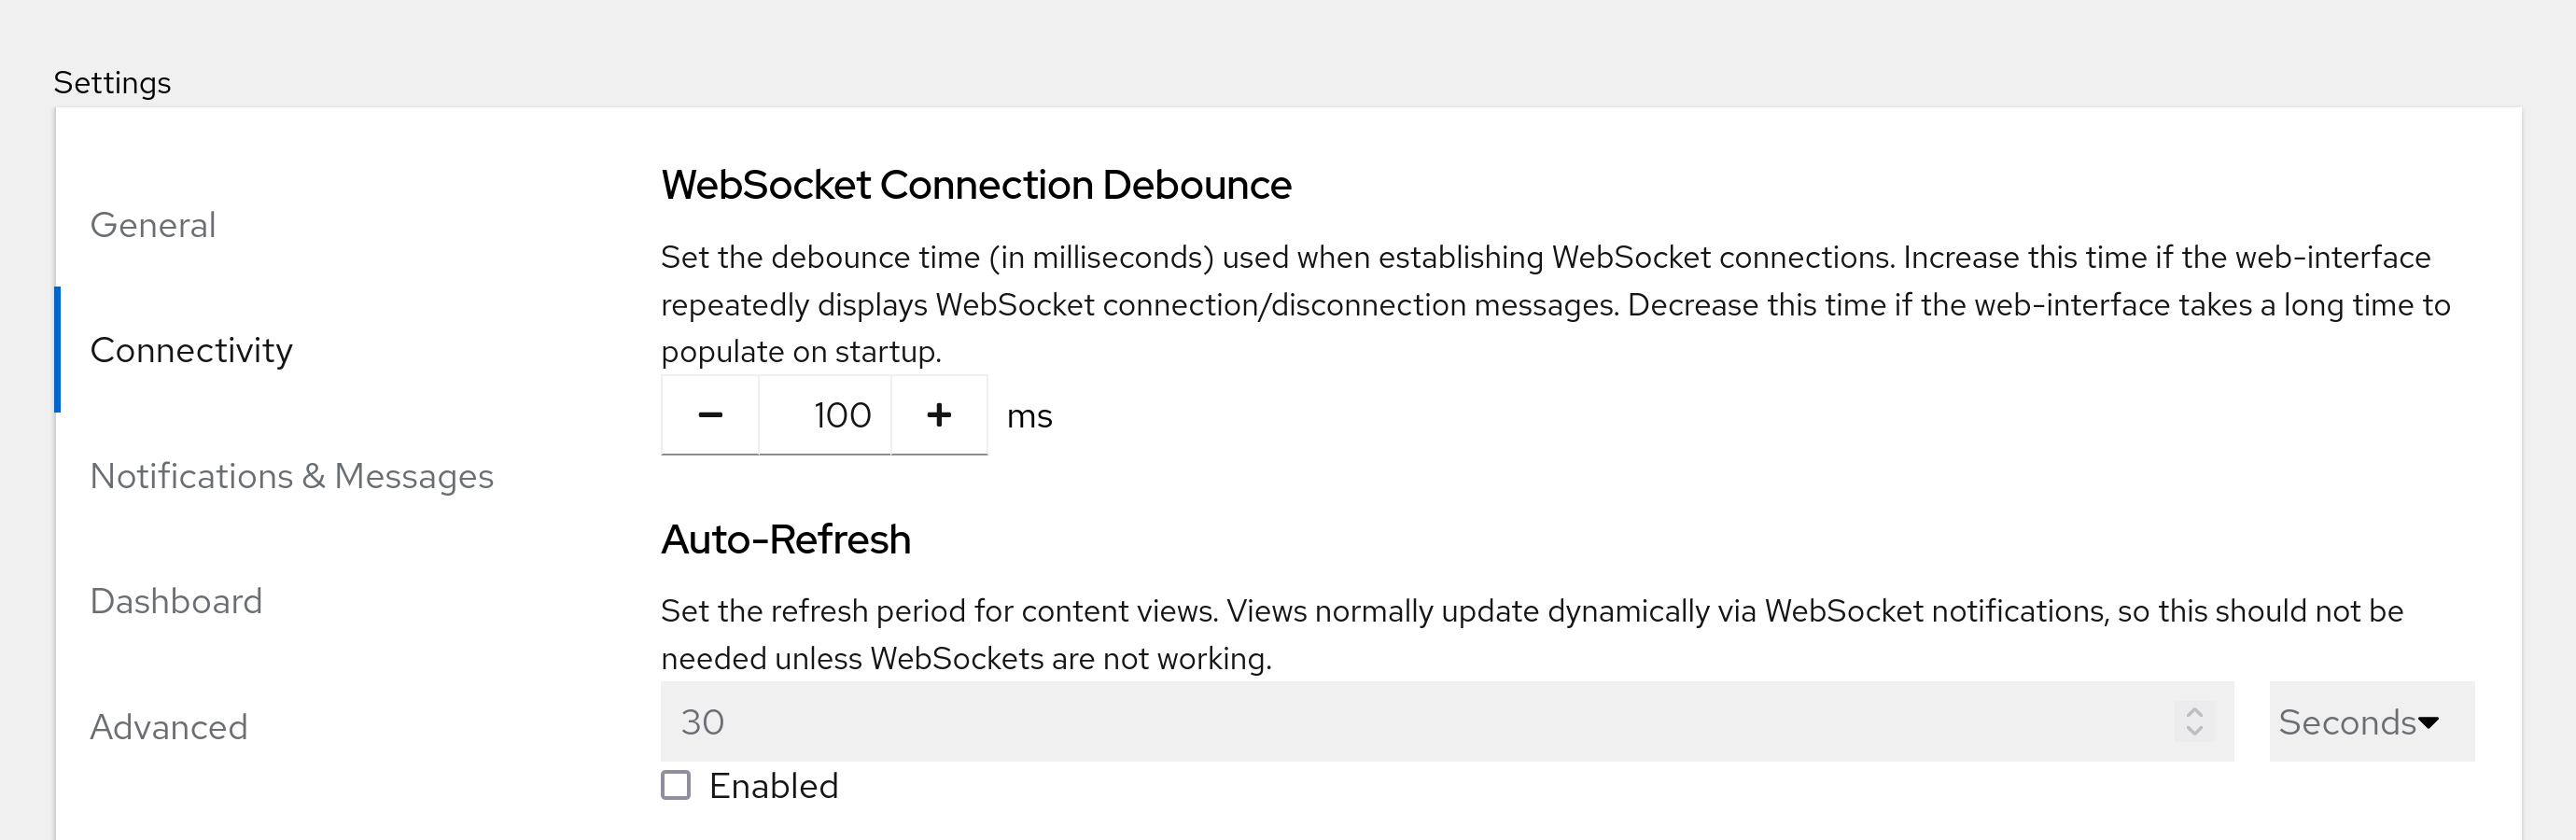 Settings
General
Connectivity
Notifications & Messages
Dashboard
Advanced
WebSocket Connection Debounce
Set the debounce time (in milliseconds) used when establishing WebSocket connections. Increase this time if the web-interface
repeatedly displays WebSocket connection/disconnection messages. Decrease this time if the web-interface takes a long time to
populate on startup.
− 100 + ms
Auto-Refresh
Set the refresh period for content views. Views normally update dynamically via WebSocket notifications, so this should not be
needed unless WebSockets are not working.
30 Seconds
Enabled